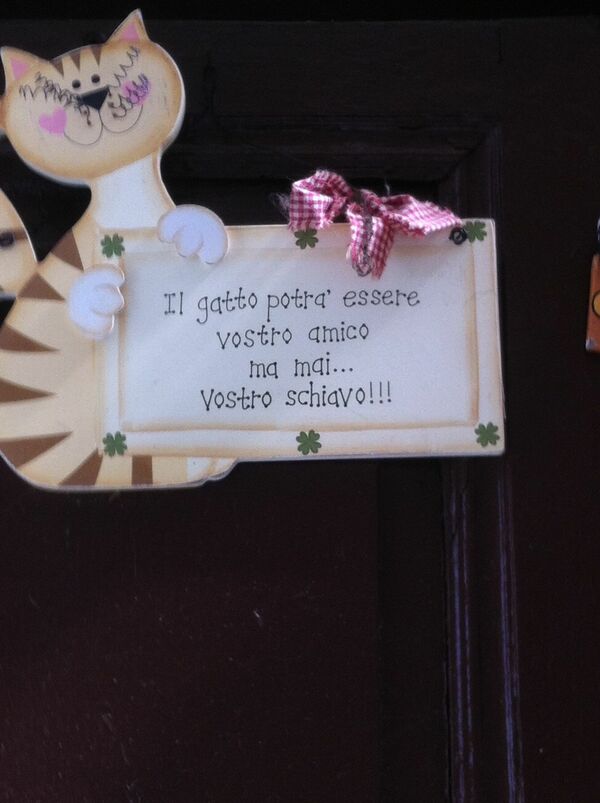 Il gatto potra' essere
vostro amico
ma mai...
Vostro schiavo!!!